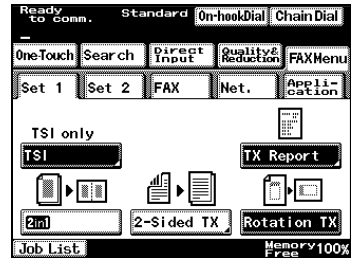 Ready to comm. Standard On-hookDial Chain Dial
One-Touch Search Direct Input Quality& Reduction FAXMenu
Set 1 Set 2 FAX Net. Appli-cation
TSI only
TSI TX Report
2in1 2-Sided TX Rotation TX
Job List Memory Free 100%